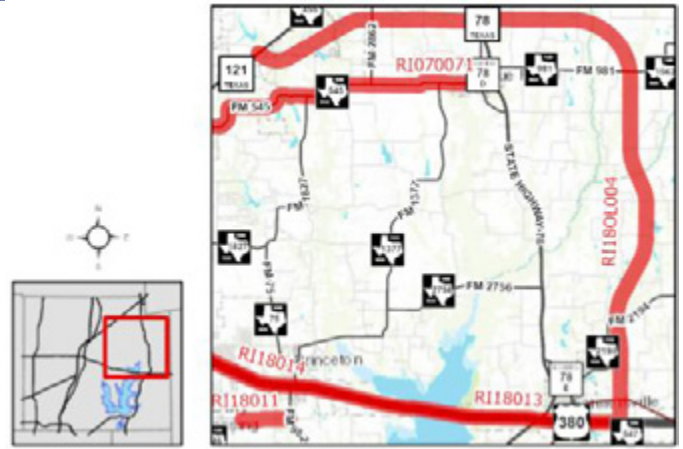 78
TEXAS
FM 2862
121
TEXAS
RI070071
78
981
FM 981
FM 545
545
FM 1827
FM 1377
STATE HIGHWAY-78
RI18OL004
1827
1377
FM-75
75
2756
FM 2756
FM 2194
RI18014
RI18011
RI18013
78
380
547